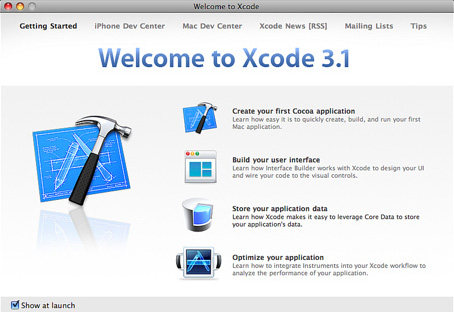 Welcome to Xcode
Getting Started iPhone Dev Center Mac Dev Center Xcode News [RSS] Mailing Lists Tips
Welcome to Xcode 3.1
Create your first Cocoa application
Learn how easy it is to quickly create, build, and run your first
Mac application.
Build your user interface
Learn how Interface Builder works with Xcode to design your UI
and wire your code to the visual controls.
Store your application data
Learn how Xcode makes it easy to leverage Core Data to store
your application's data.
Optimize your application
Learn how to integrate Instruments into your Xcode workflow to
analyze the performance of your application.
Show at launch